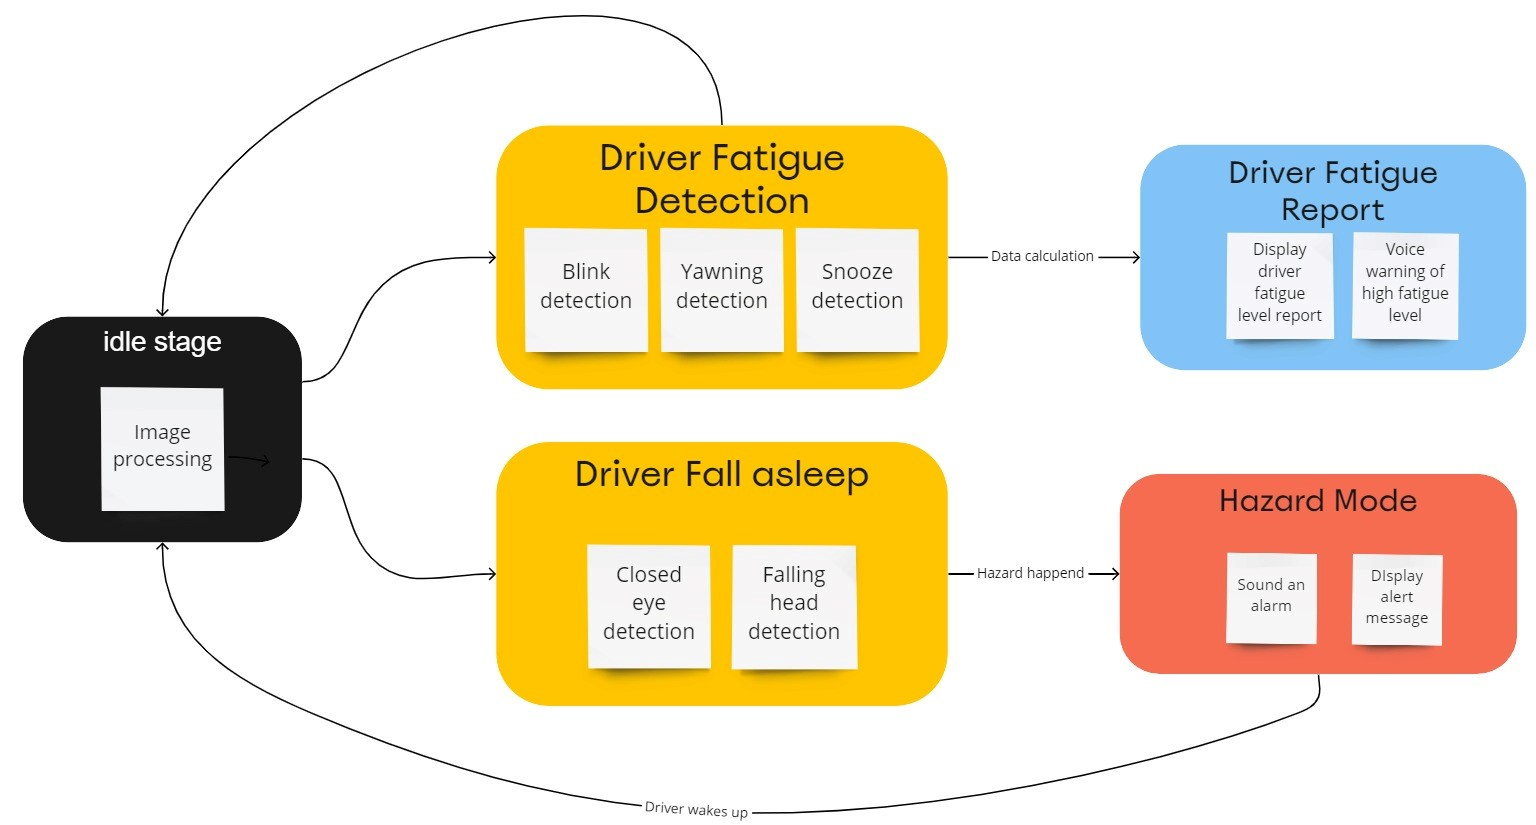 Driver Fatigue
Detection
Blink
detection
Yawning
detection
Snooze
detection
Data calculation
Driver Fatigue
Report
Display
driver
fatigue
level report
Voice
warning of
high fatigue
level
idle stage
Image
processing
Driver Fall asleep
Closed
eye
detection
Falling
head
detection
Hazard happend
Hazard Mode
Sound an
alarm
DIsplay
alert
message
Driver wakes up